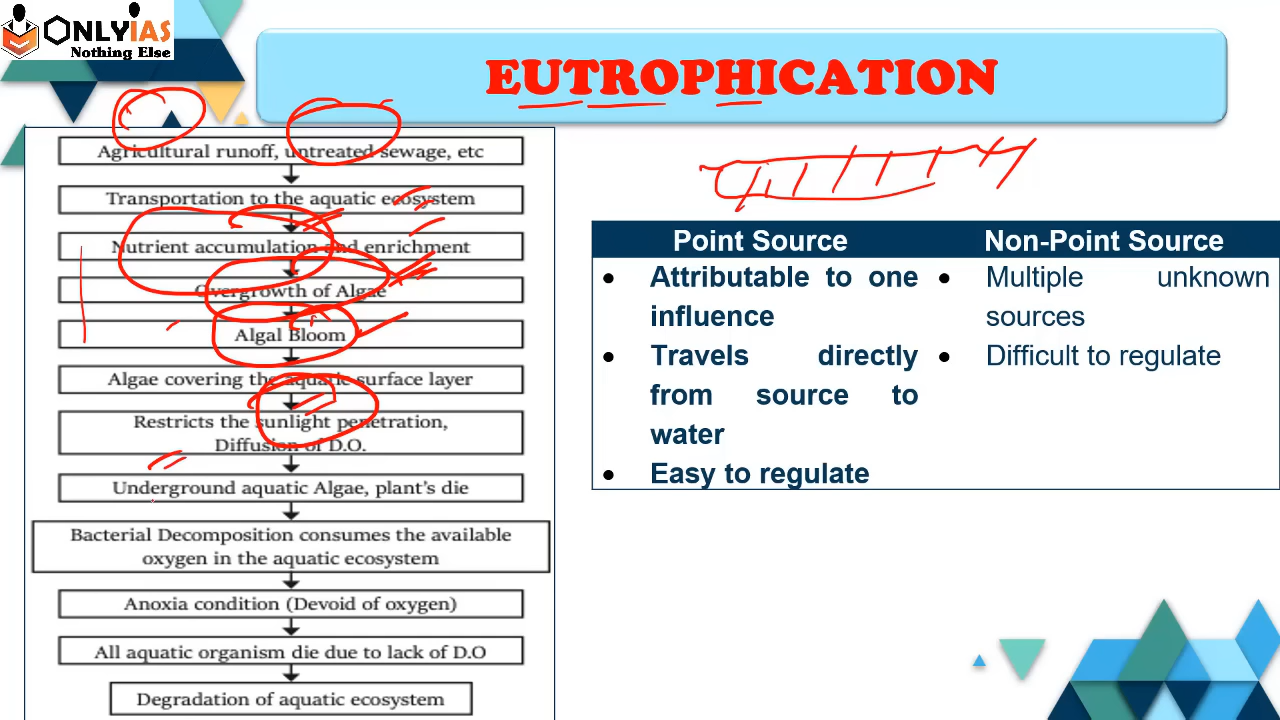 ONLYIAS
Nothing Else
EUTROPHICATION
Agricultural runoff, untreated sewage, etc
Transportation to the aquatic ecosystem
Nutrient accumulation and enrichment
Overgrowth of Algae
Algal Bloom
Algae covering the aquatic surface layer
Restricts the sunlight penetration,
Diffusion of D.O.
Underground aquatic Algae, plant's die
Bacterial Decomposition consumes the available
oxygen in the aquatic ecosystem
Anoxia condition (Devoid of oxygen)
All aquatic organism die due to lack of D.O
Degradation of aquatic ecosystem
Point Source
Attributable to one
influence
Travels directly
from source to
water
Easy to regulate
Non-Point Source
Multiple unknown
sources
Difficult to regulate